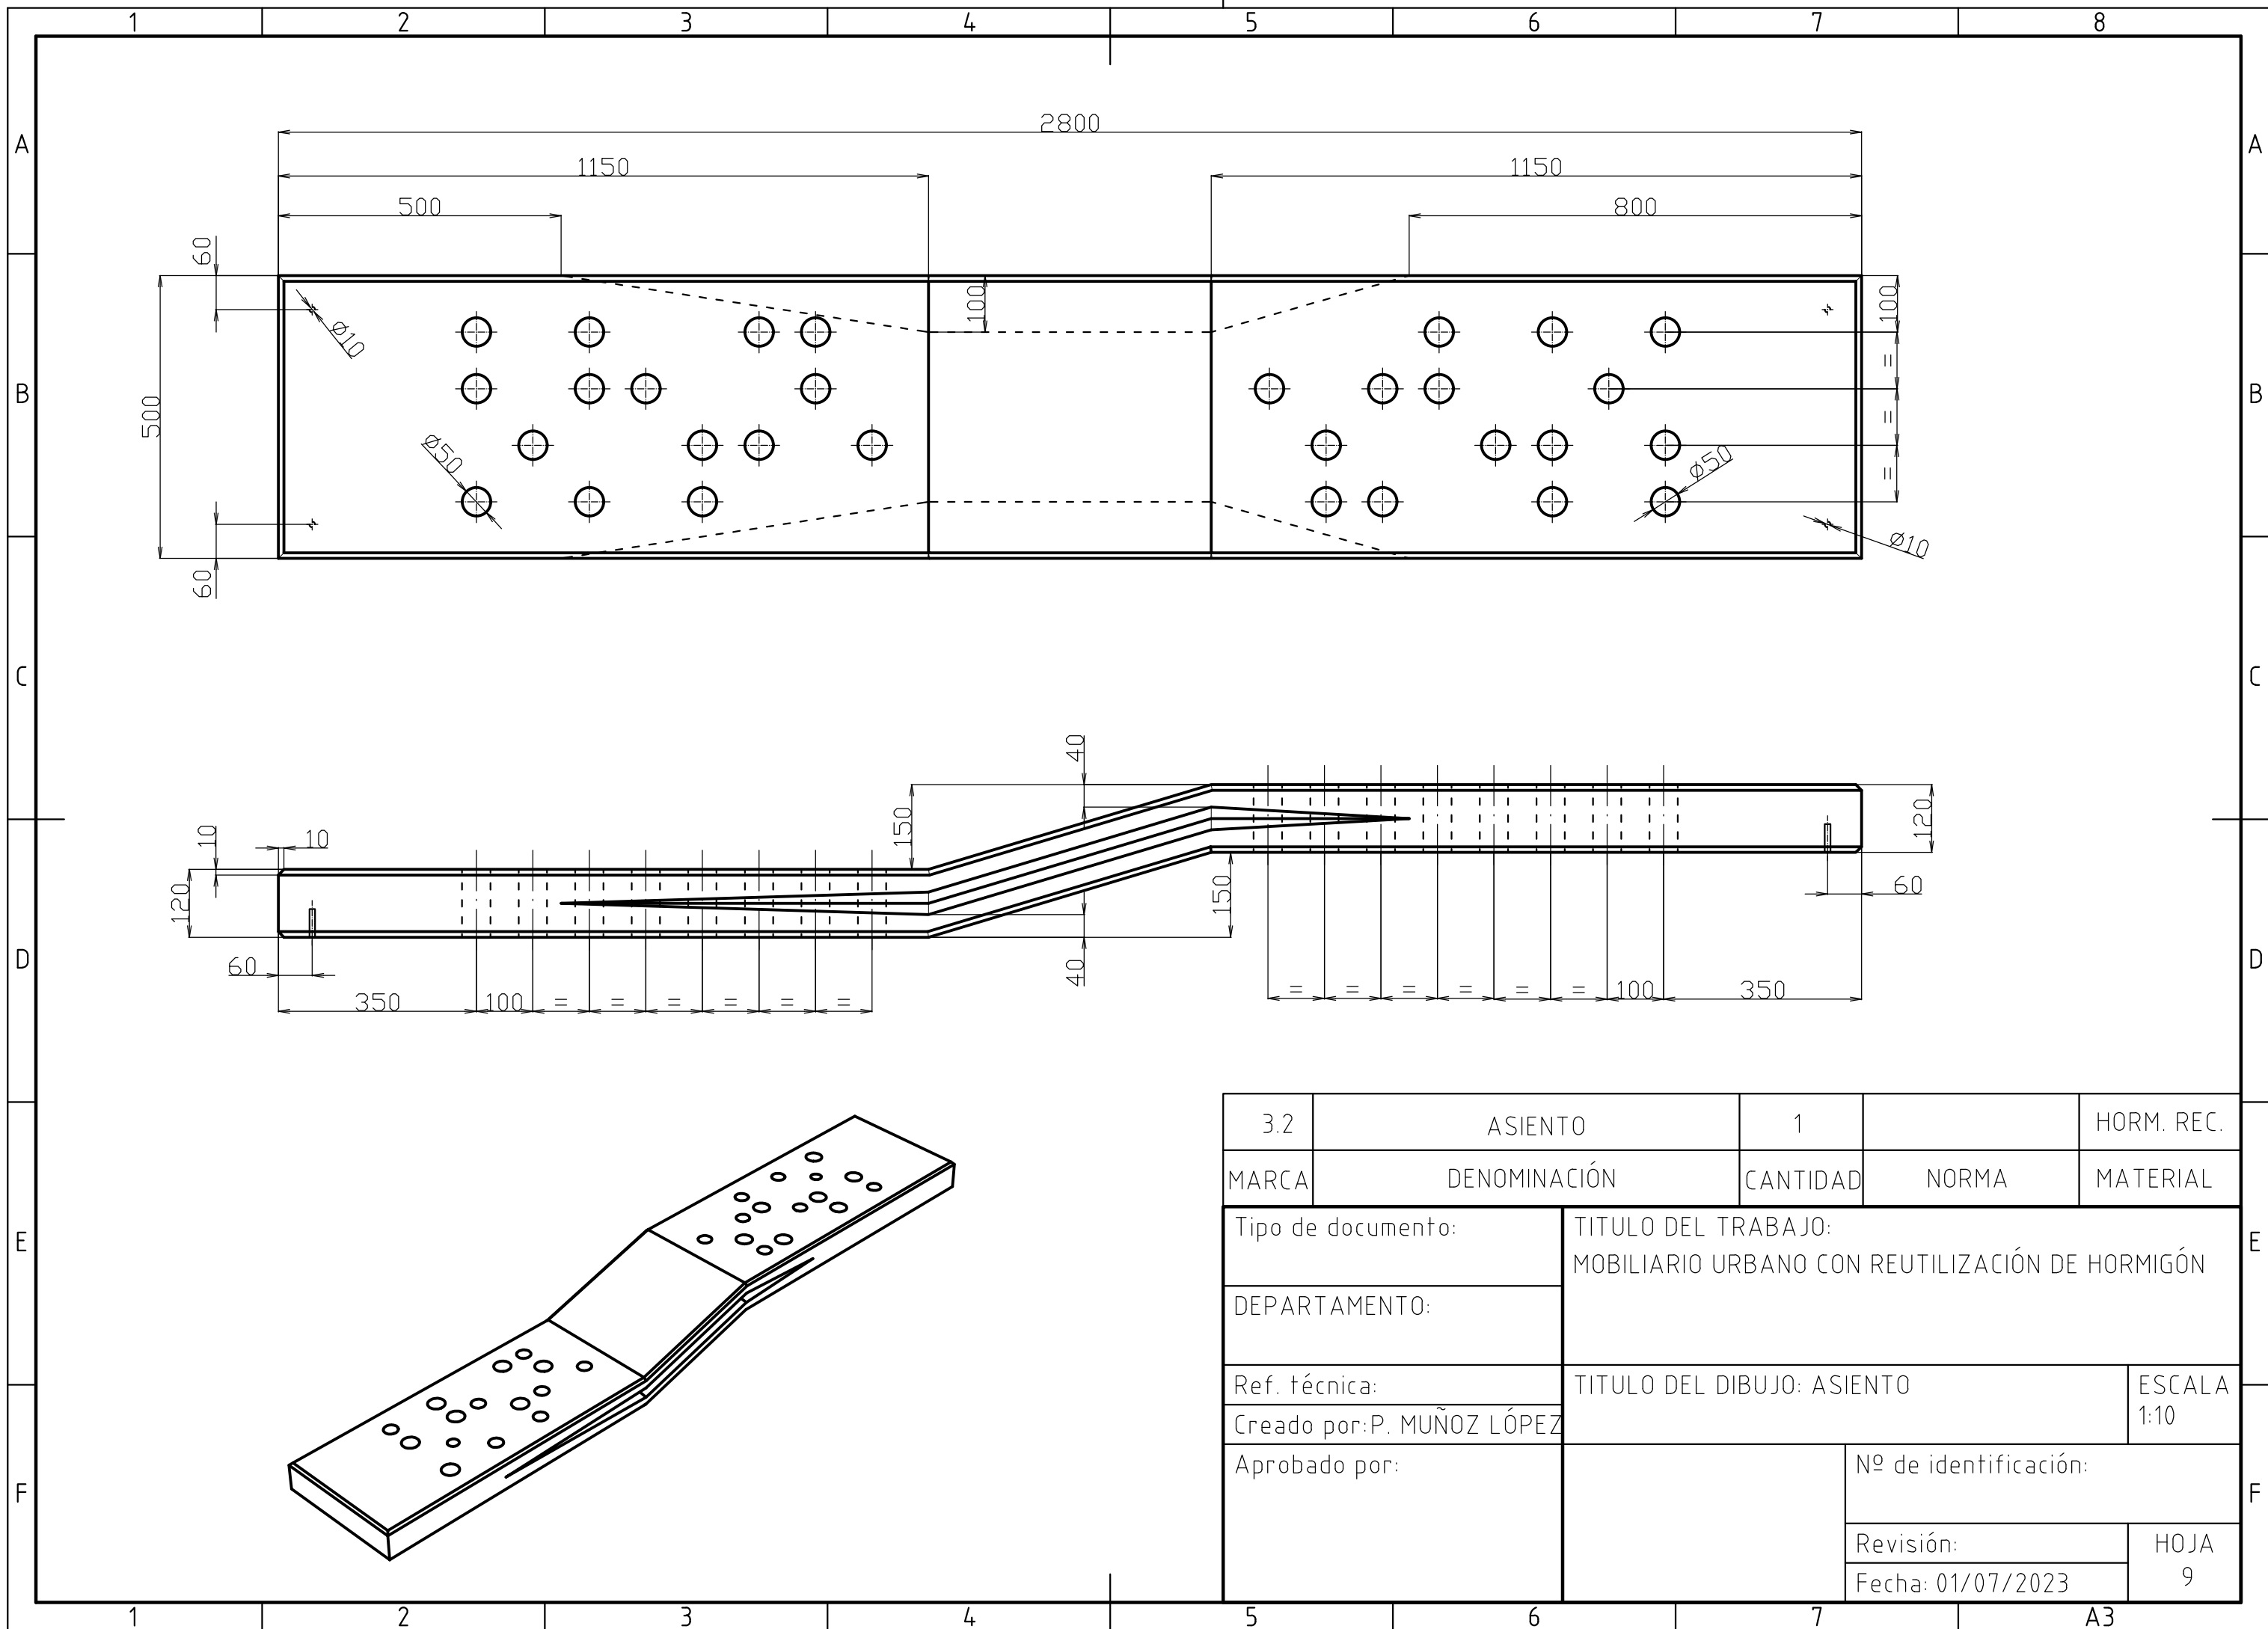 1 2 3 4 5 6 7 8
A A
2800
1150 1150
500 800
60
100 100
Ø10
=
B B
500
=
Ø50 Ø50
=
Ø10
60
C C
40
150 120
10 10
120
150 60
60
D D
40
350 100 = = = = = =
= = = = = = 100 350
3.2 ASIENTO 1 HORM. REC.
MARCA DENOMINACIÓN CANTIDAD NORMA MATERIAL
Tipo de documento:
TITULO DEL TRABAJO:
MOBILIARIO URBANO CON REUTILIZACIÓN DE HORMIGÓN
E E
DEPARTAMENTO:
Ref. técnica:
TITULO DEL DIBUJO: ASIENTO
ESCALA
1:10
Creado por: P. MUÑOZ LÓPEZ
Aprobado por:
Nº de identificación:
F F
Revisión:
HOJA
9
Fecha: 01/07/2023
1 2 3 4 5 6 7 A3